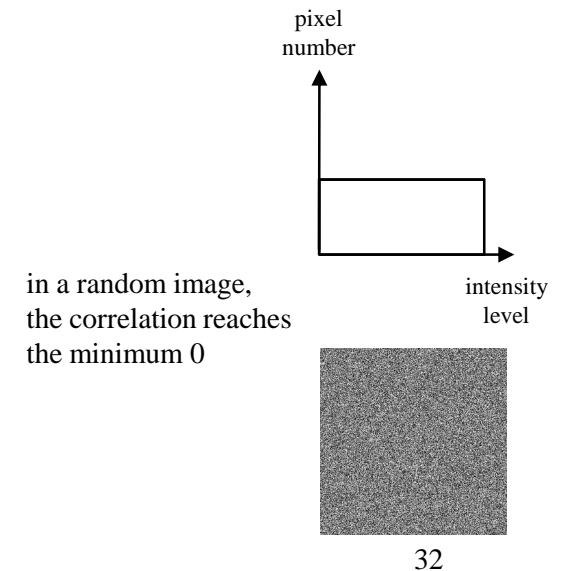 pixel
number
intensity
level
in a random image,
the correlation reaches
the minimum 0
32